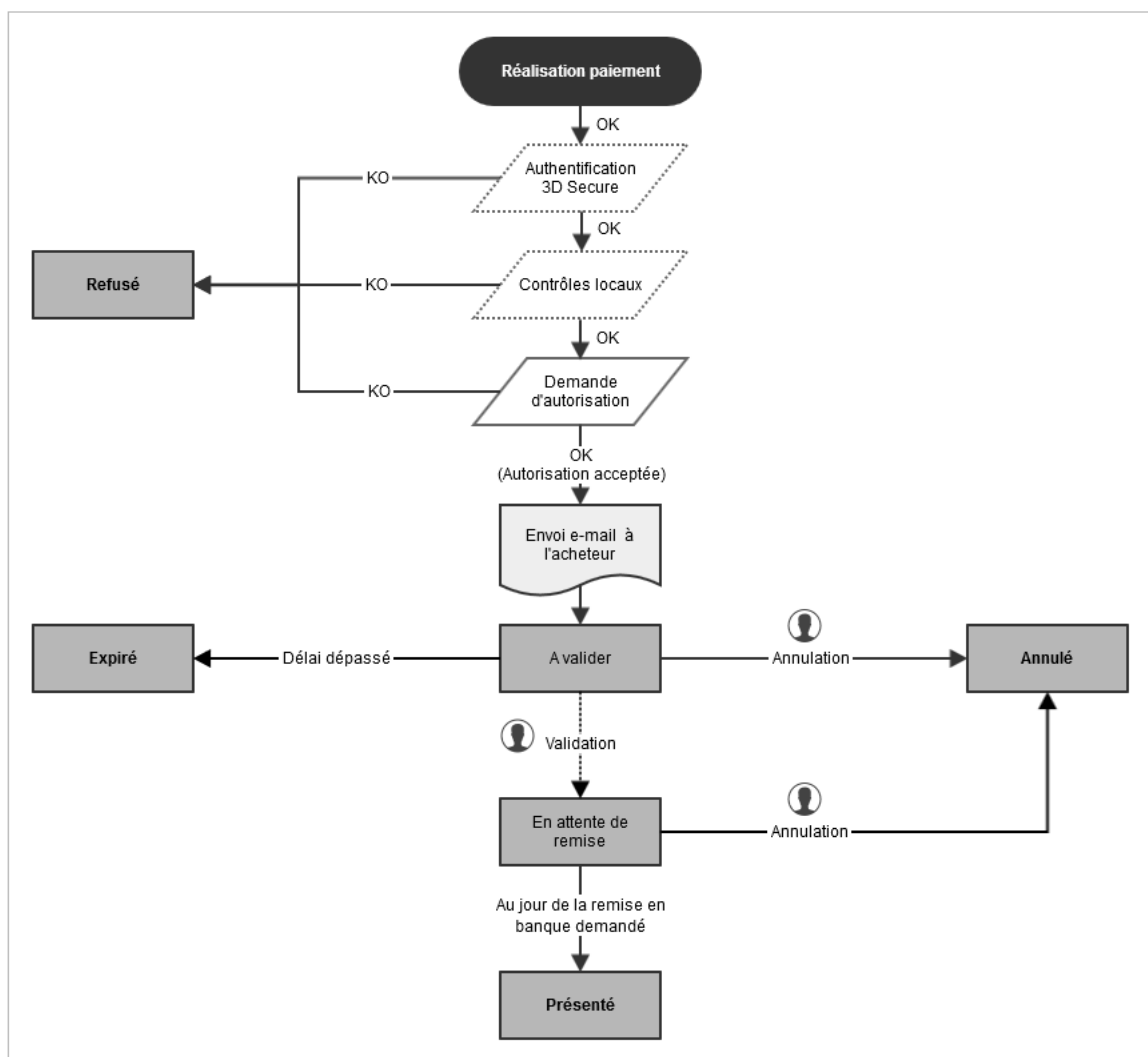 Réalisation paiement
OK
Authentification
3D Secure
KO
OK
Refusé
KO
Contrôles locaux
OK
KO
Demande
d'autorisation
OK
(Autorisation acceptée)
Envoi e-mail à
l'acheteur
Expiré
Délai dépassé
A valider
Annulation
Annulé
Validation
En attente de
remise
Annulation
Au jour de la remise en
banque demandé
Présenté